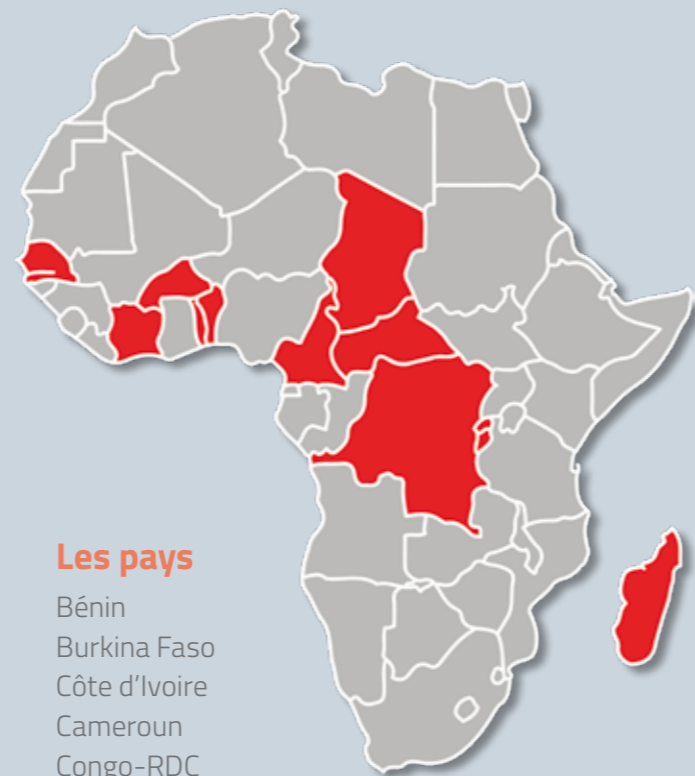 Les pays
Bénin
Burkina Faso
Côte d'Ivoire
Cameroun
Congo-RDC